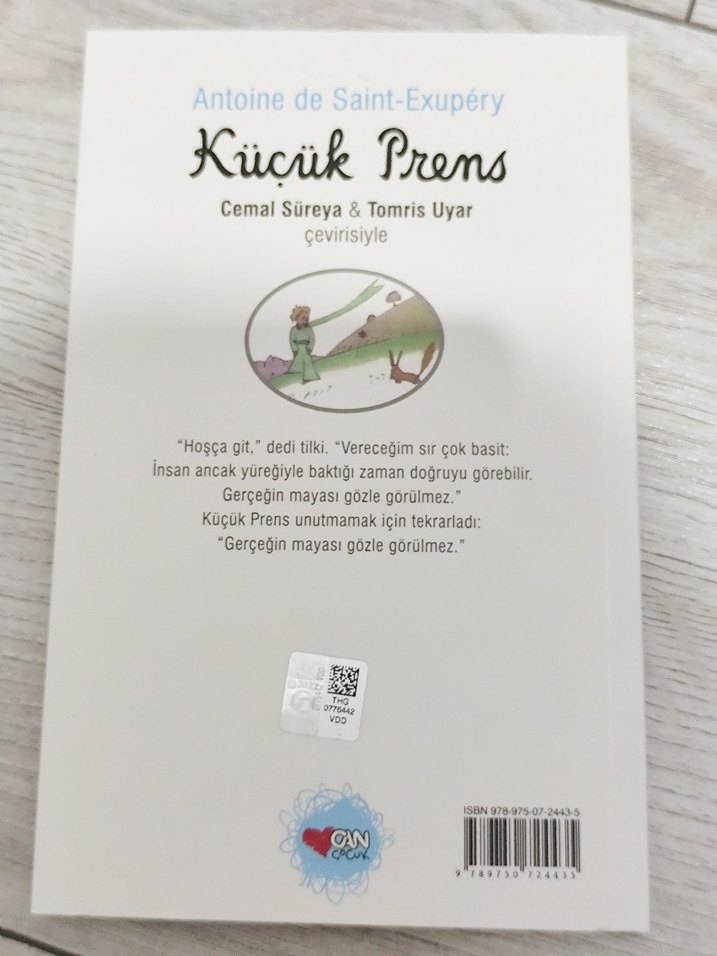 Antoine de Saint-Exupéry
Küçük Prens
Cemal Süreya & Tomris Uyar
çevirisiyle
“Hoşça git,” dedi tilki. “Vereceğim sır çok basit:
İnsan ancak yüreğiyle baktığı zaman doğruyu görebilir.
Gerçeğin mayası gözle görülmez.”
Küçük Prens unutmamak için tekrarladı:
“Gerçeğin mayası gözle görülmez.”
THG
0776442
VDD
CAN
ÇOCUK
ISBN 978-975-07-2443-5
9 789750 724435